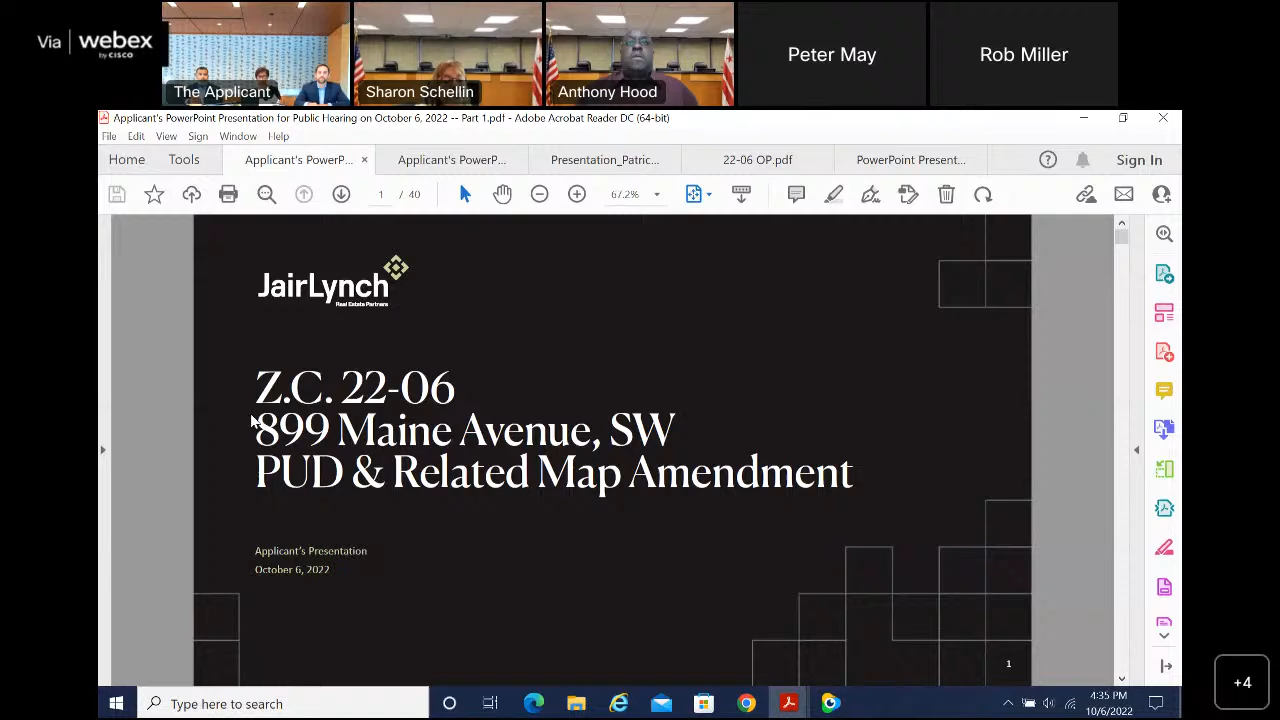 Via webex
by CISCO
The Applicant
Sharon Schellin
Anthony Hood
Peter May
Rob Miller
Applicant's PowerPoint Presentation for Public Hearing on October 6, 2022 -- Part 1.pdf - Adobe Acrobat Reader DC (64-bit)
File Edit View Sign Window Help
Home Tools Applicant's PowerP... × Applicant's PowerP... Presentation_Patric... 22-06 OP.pdf PowerPoint Present... Sign In
1 / 40 67.2%
JairLynch
Real Estate Partners
Z.C. 22-06
899 Maine Avenue, SW
PUD & Related Map Amendment
Applicant's Presentation
October 6, 2022
1
+4
Type here to search
4:35 PM
10/6/2022